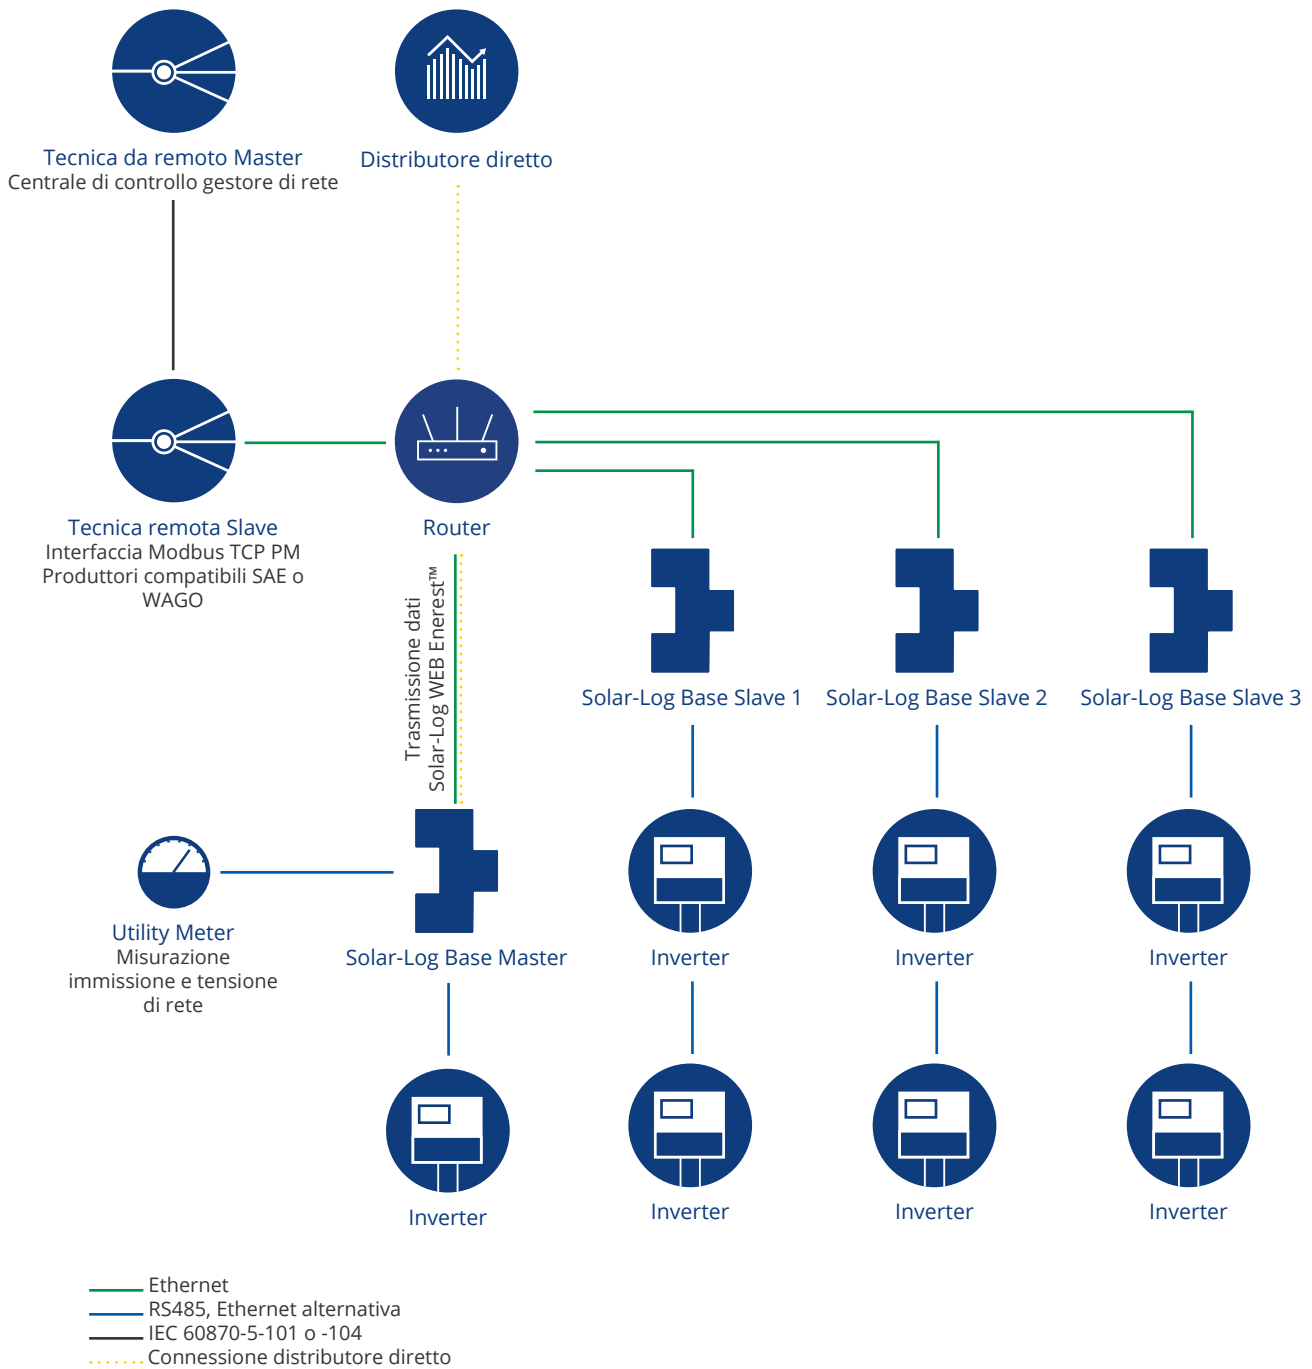 Tecnica da remoto Master
Centrale di controllo gestore di rete
Distributore diretto
Tecnica remota Slave
Interfaccia Modbus TCP PM
Produttori compatibili SAE o
WAGO
Router
Trasmissione dati
Solar-Log WEB Enerest™
Solar-Log Base Slave 1
Solar-Log Base Slave 2
Solar-Log Base Slave 3
Utility Meter
Misurazione
immissione e tensione
di rete
Solar-Log Base Master
Inverter
Inverter
Inverter
Inverter
Inverter
Inverter
Inverter
Ethernet
RS485, Ethernet alternativa
IEC 60870-5-101 o -104
Connessione distributore diretto